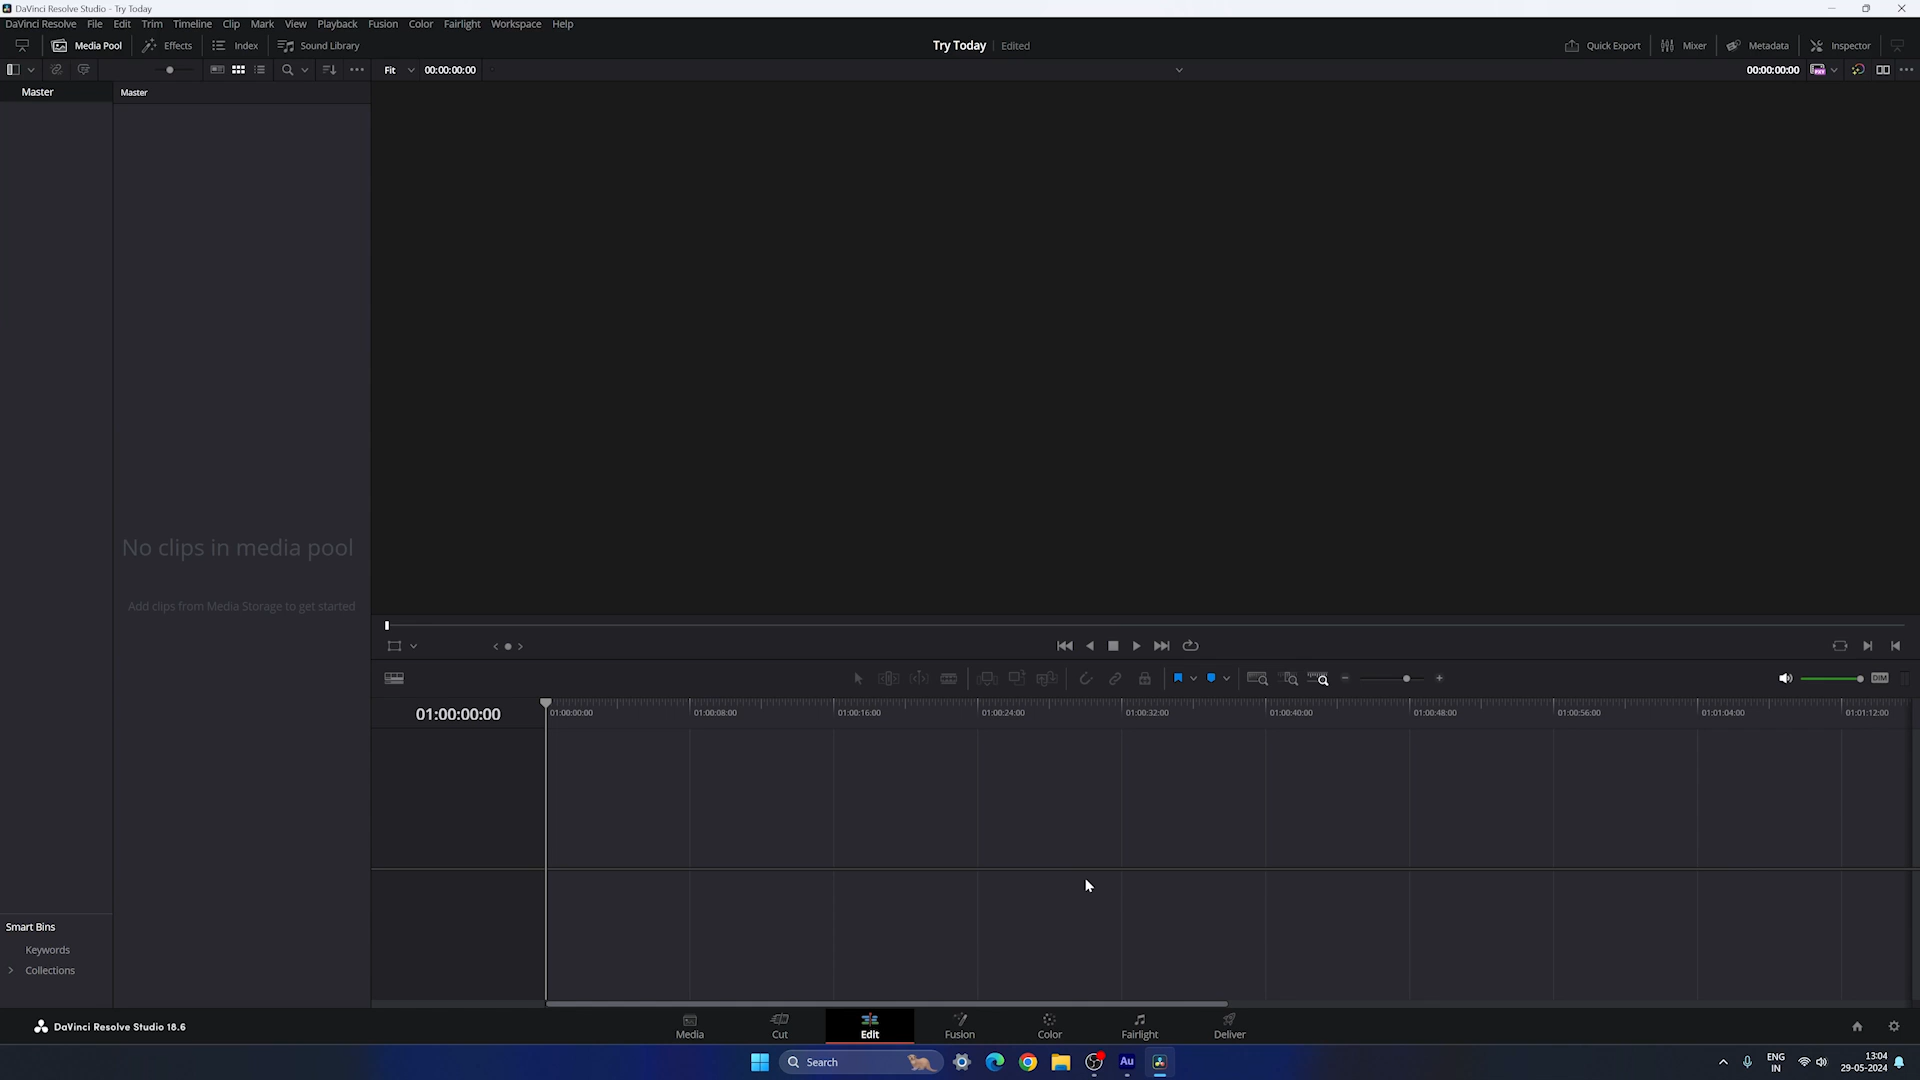 DaVinci Resolve Studio - Try Today
DaVinci Resolve File Edit Trim Timeline Clip Mark View Playback Fusion Color Fairlight Workspace Help
Media Pool Effects Index Sound Library Try Today Edited Quick Export Mixer Metadata Inspector
Fit 00:00:00:00 00:00:00:00
Master Master
No clips in media pool
Add clips from Media Storage to get started
DIM
01:00:00:00 01:00:00:00 01:00:08:00 01:00:16:00 01:00:24:00 01:00:32:00 01:00:40:00 01:00:48:00 01:00:56:00 01:01:04:00 01:01:12:00
Smart Bins
Keywords
Collections
DaVinci Resolve Studio 18.6 Media Cut Edit Fusion Color Fairlight Deliver
Search Au ENG IN 13:04 29-05-2024